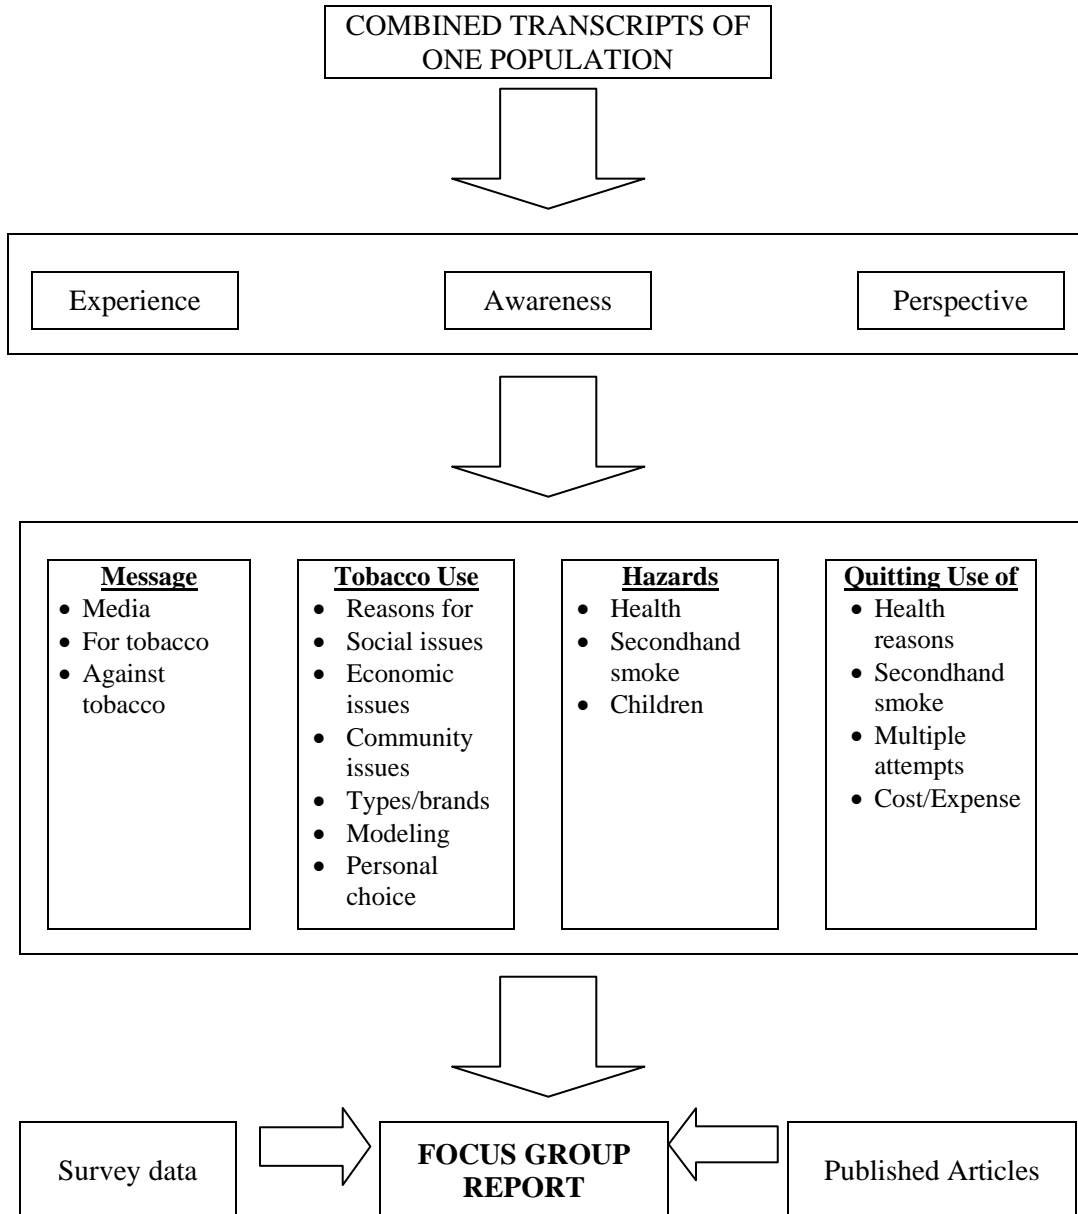 COMBINED TRANSCRIPTS OF
ONE POPULATION
Experience
Awareness
Perspective
Message
• Media
• For tobacco
• Against
tobacco
Tobacco Use
• Reasons for
• Social issues
• Economic
issues
• Community
issues
• Types/brands
• Modeling
• Personal
choice
Hazards
• Health
• Secondhand
smoke
• Children
Quitting Use of
• Health
reasons
• Secondhand
smoke
• Multiple
attempts
• Cost/Expense
Survey data
FOCUS GROUP
REPORT
Published Articles